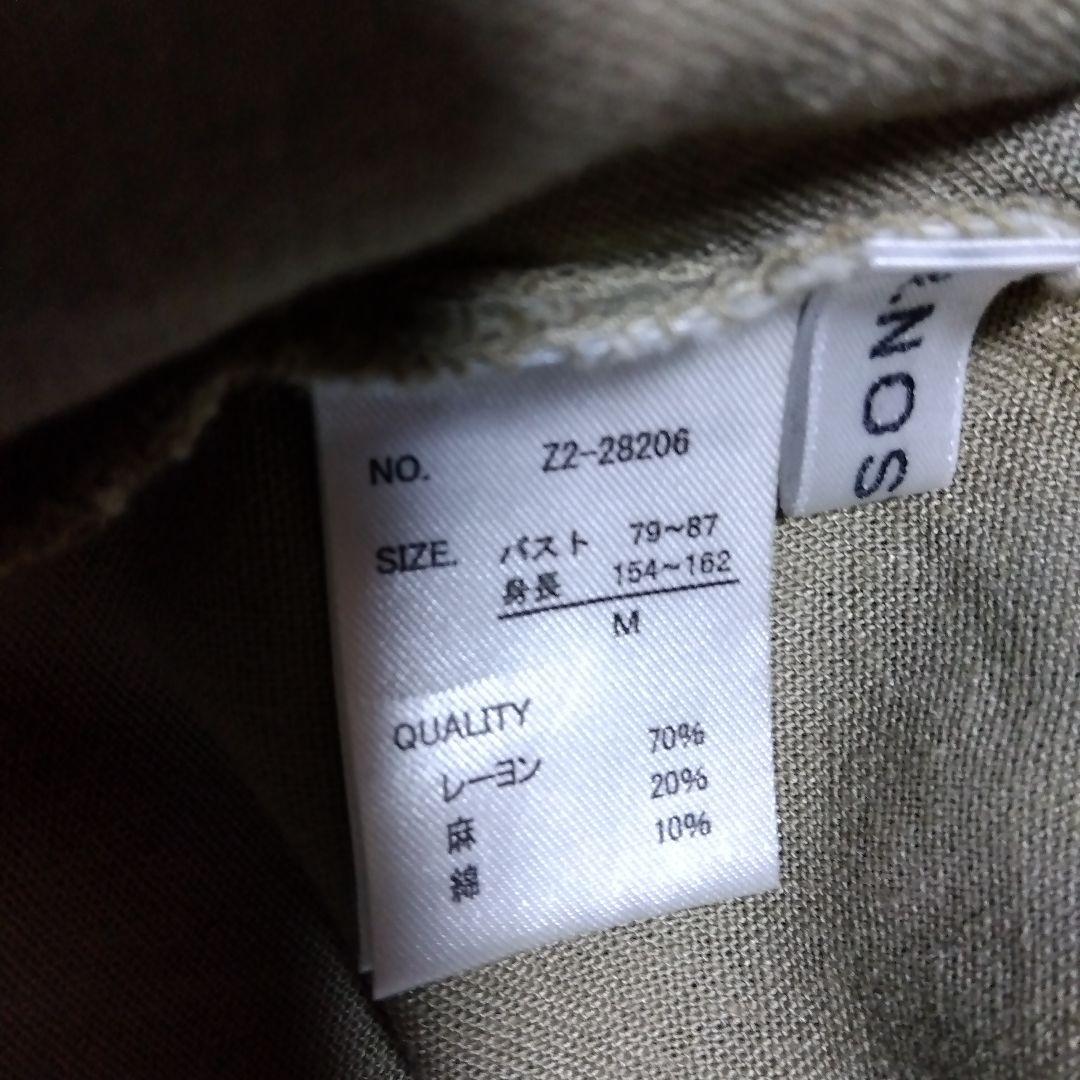 NO. Z2-28206
SIZE. バスト 79~87
身長 154~162
M
QUALITY
レーヨン 70%
麻 20%
綿 10%